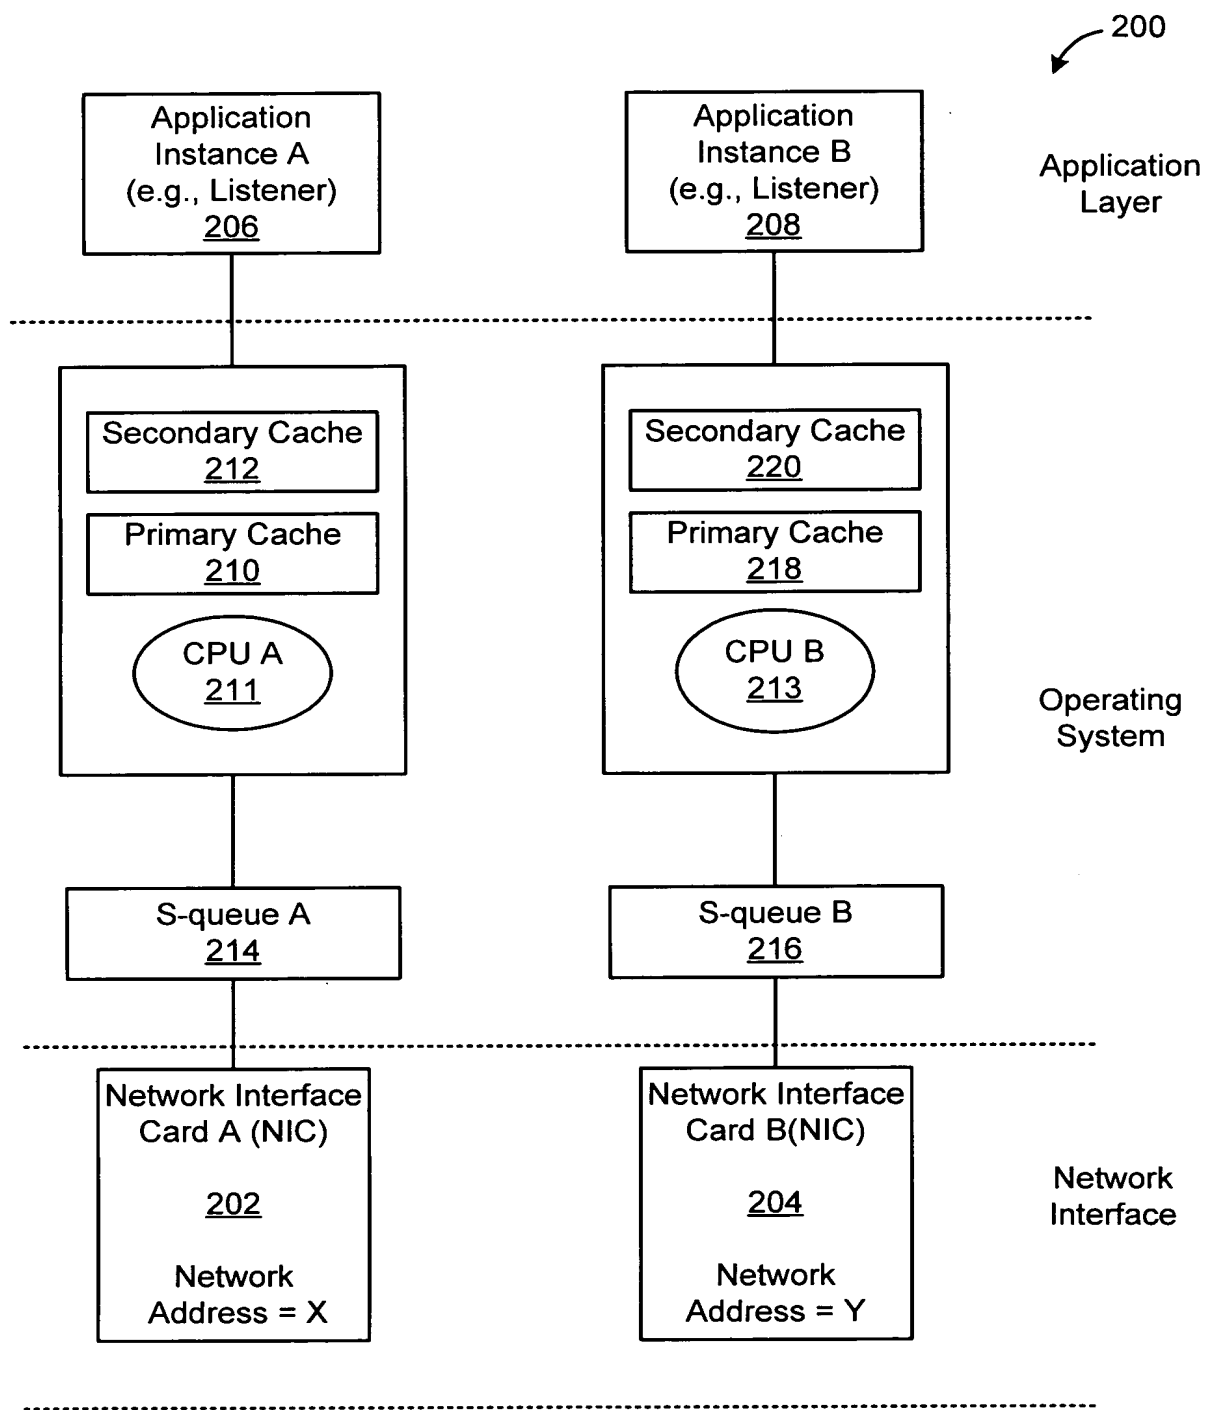 200
Application
Instance A
(e.g., Listener)
206
Application
Instance B
(e.g., Listener)
208
Application
Layer
Secondary Cache
212
Primary Cache
210
CPU A
211
Secondary Cache
220
Primary Cache
218
CPU B
213
Operating
System
S-queue A
214
S-queue B
216
Network Interface
Card A (NIC)
202
Network
Address = X
Network Interface
Card B(NIC)
204
Network
Address = Y
Network
Interface